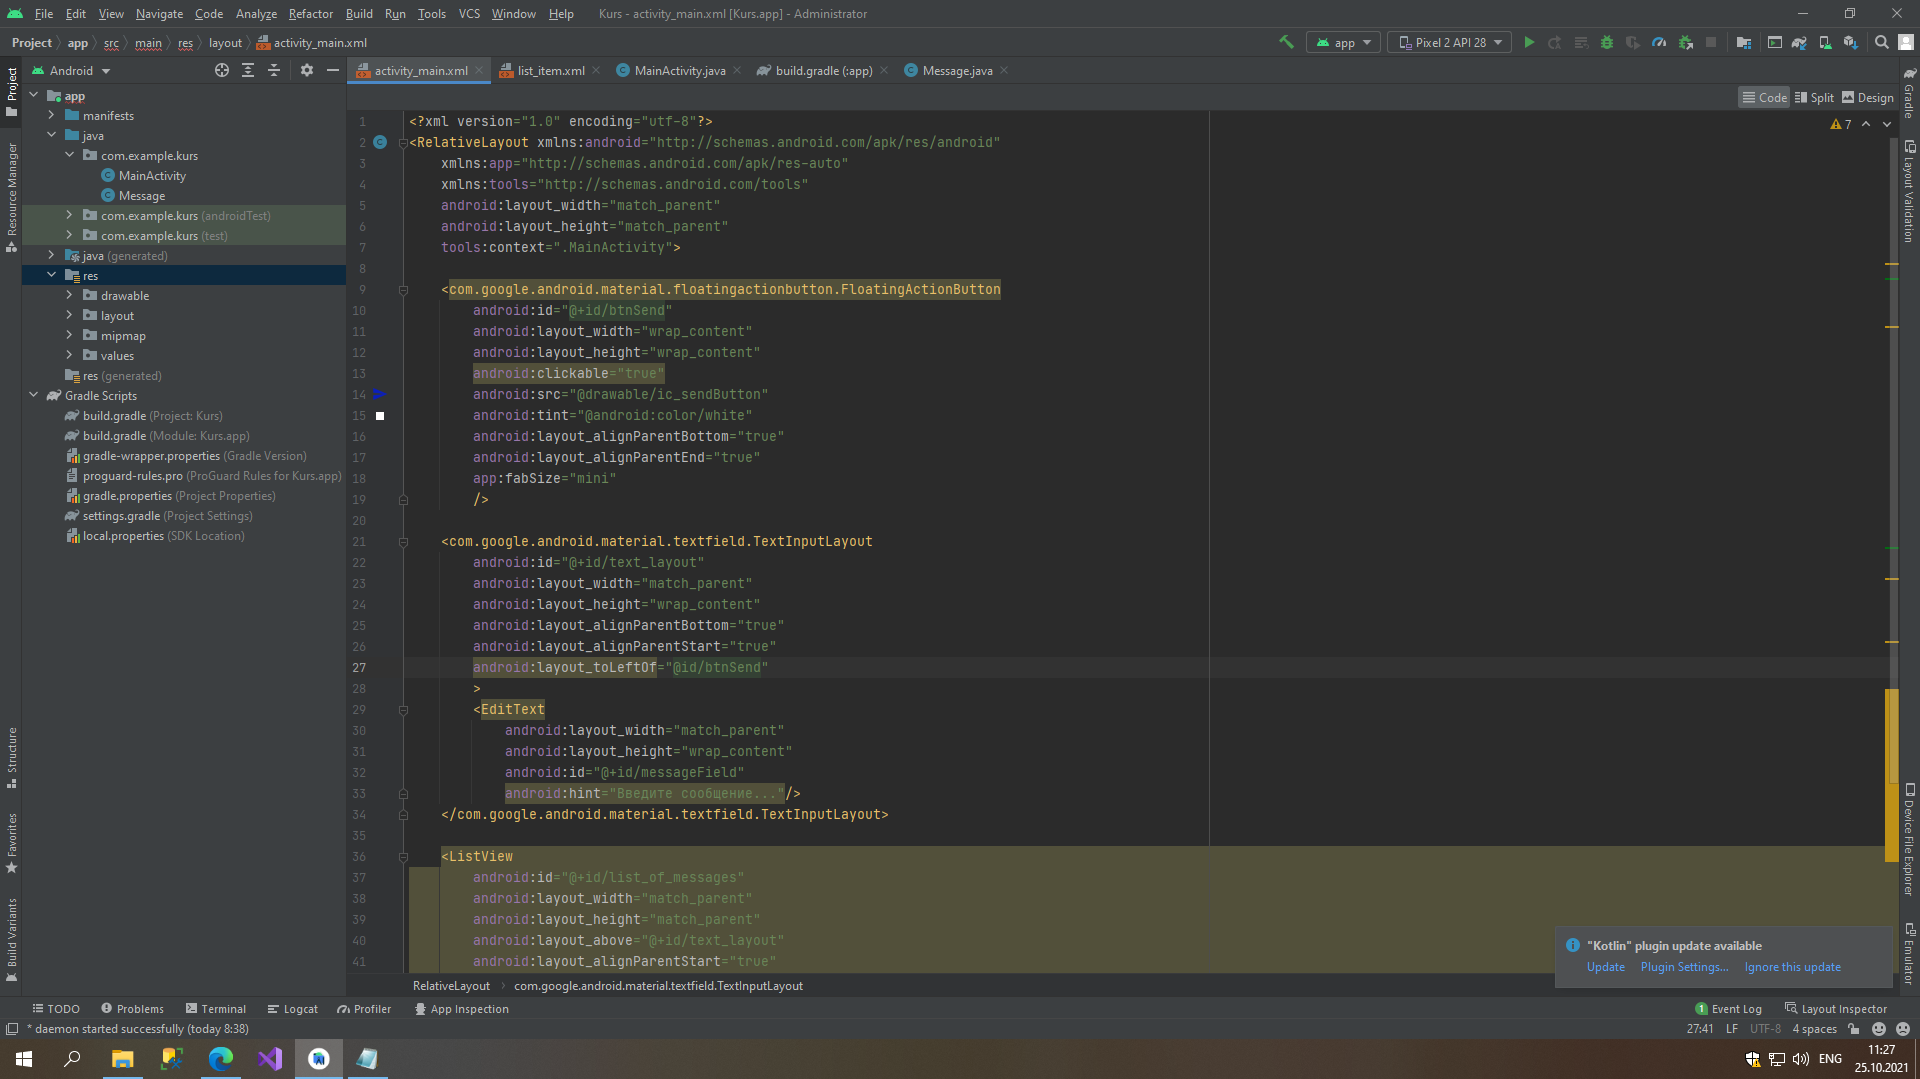 File Edit View Navigate Code Analyze Refactor Build Run Tools VCS Window Help Kurs - activity_main.xml [Kurs.app] - Administrator
Project app src main res layout activity_main.xml app Pixel 2 API 28
Android activity_main.xml list_item.xml MainActivity.java build.gradle (:app) Message.java
Code Split Design
7
Project
Resource Manager
Structure
Favorites
Build Variants
app
manifests
java
com.example.kurs
MainActivity
Message
com.example.kurs (androidTest)
com.example.kurs (test)
java (generated)
res
drawable
layout
mipmap
values
res (generated)
Gradle Scripts
build.gradle (Project: Kurs)
build.gradle (Module: Kurs.app)
gradle-wrapper.properties (Gradle Version)
proguard-rules.pro (ProGuard Rules for Kurs.app)
gradle.properties (Project Properties)
settings.gradle (Project Settings)
local.properties (SDK Location)
1 <?xml version="1.0" encoding="utf-8"?>
2 <RelativeLayout xmlns:android="http://schemas.android.com/apk/res/android"
3 xmlns:app="http://schemas.android.com/apk/res-auto"
4 xmlns:tools="http://schemas.android.com/tools"
5 android:layout_width="match_parent"
6 android:layout_height="match_parent"
7 tools:context=".MainActivity">
8
9 <com.google.android.material.floatingactionbutton.FloatingActionButton
10 android:id="@+id/btnSend"
11 android:layout_width="wrap_content"
12 android:layout_height="wrap_content"
13 android:clickable="true"
14 android:src="@drawable/ic_sendButton"
15 android:tint="@android:color/white"
16 android:layout_alignParentBottom="true"
17 android:layout_alignParentEnd="true"
18 app:fabSize="mini"
19 />
20
21 <com.google.android.material.textfield.TextInputLayout
22 android:id="@+id/text_layout"
23 android:layout_width="match_parent"
24 android:layout_height="wrap_content"
25 android:layout_alignParentBottom="true"
26 android:layout_alignParentStart="true"
27 android:layout_toLeftOf="@id/btnSend"
28 >
29 <EditText
30 android:layout_width="match_parent"
31 android:layout_height="wrap_content"
32 android:id="@+id/messageField"
33 android:hint="Введите сообщение..."/>
34 </com.google.android.material.textfield.TextInputLayout>
35
36 <ListView
37 android:id="@+id/list_of_messages"
38 android:layout_width="match_parent"
39 android:layout_height="match_parent"
40 android:layout_above="@+id/text_layout"
41 android:layout_alignParentStart="true"
Gradle
Layout Validation
Device File Explorer
Emulator
"Kotlin" plugin update available
Update Plugin Settings... Ignore this update
RelativeLayout com.google.android.material.textfield.TextInputLayout
TODO Problems Terminal Logcat Profiler App Inspection 1 Event Log Layout Inspector
* daemon started successfully (today 8:38) 27:41 LF UTF-8 4 spaces
ENG 11:27
25.10.2021